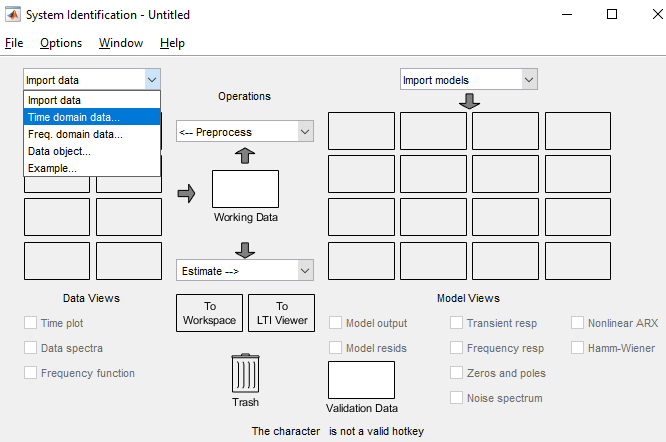 System Identification - Untitled
File Options Window Help
Import data
Import data
Time domain data...
Freq. domain data...
Data object...
Example...
Operations
<-- Preprocess
Working Data
Estimate -->
Import models
Data Views
Time plot
Data spectra
Frequency function
To
Workspace
To
LTI Viewer
Trash
Model Views
Model output
Model resids
Transient resp
Frequency resp
Zeros and poles
Noise spectrum
Nonlinear ARX
Hamm-Wiener
Validation Data
The character is not a valid hotkey